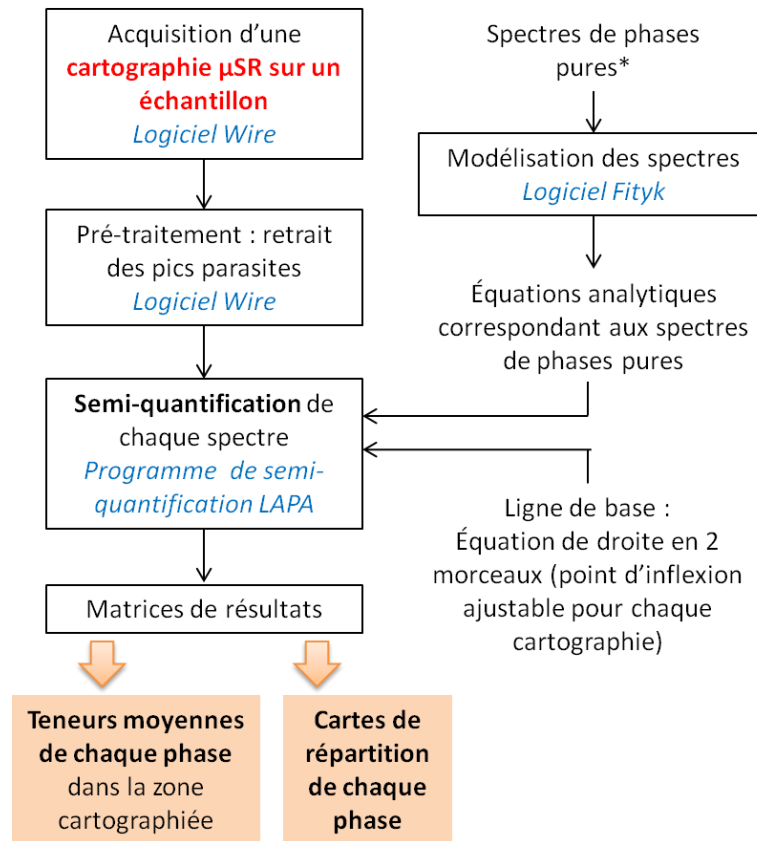 Acquisition d'une
cartographie µSR sur un
échantillon
Logiciel Wire
Pré-traitement : retrait
des pics parasites
Logiciel Wire
Semi-quantification de
chaque spectre
Programme de semi-
quantification LAPA
Matrices de résultats
Teneurs moyennes
de chaque phase
dans la zone
cartographiée
Cartes de
répartition
de chaque
phase
Spectres de phases
pures*
Modélisation des spectres
Logiciel Fityk
Équations analytiques
correspondant aux spectres
de phases pures
Ligne de base :
Équation de droite en 2
morceaux (point d'inflexion
ajustable pour chaque
cartographie)